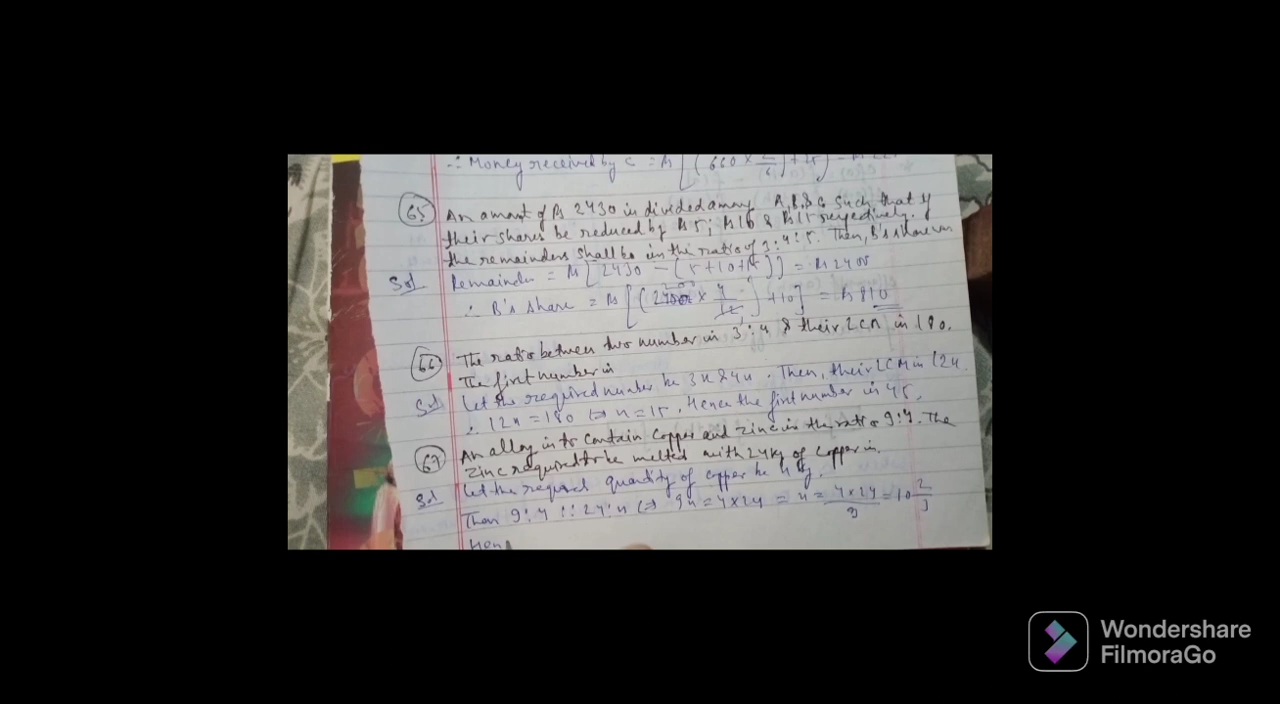 ∴ Money received by C = ₨ [(660 ×
65 An amount of ₨ 2430 is divided among A, B & C such that if
their shares be reduced by ₨ 5, ₨ 10 & ₨ 15 respectively.
the remainders shall be in the ratio of 3:4:5. Then, B's share was
Sol Remainder = ₨ [2430 - (5+10+15)] = ₨ 2400
∴ B's share = ₨ [(2400 × 4/12) + 10] = ₨ 810
66 The ratio between two number is 3:4 & their LCM is 180.
The first number is
Sol Let the required number be 3x & 4x. Then, their LCM is 12x.
∴ 12x = 180 ⇒ x = 15. Hence the first number is 45.
67 An alloy is to contain copper and zinc in the ratio 9:4. The
zinc required to be melted with 24 kg of copper is.
Sol Let the required quantity of copper be x kg.
Then 9:4 :: 24:x ⇔ 9x = 4×24 = x = 4×24/9 = 10 2/3
Hen
Wondershare
FilmoraGo